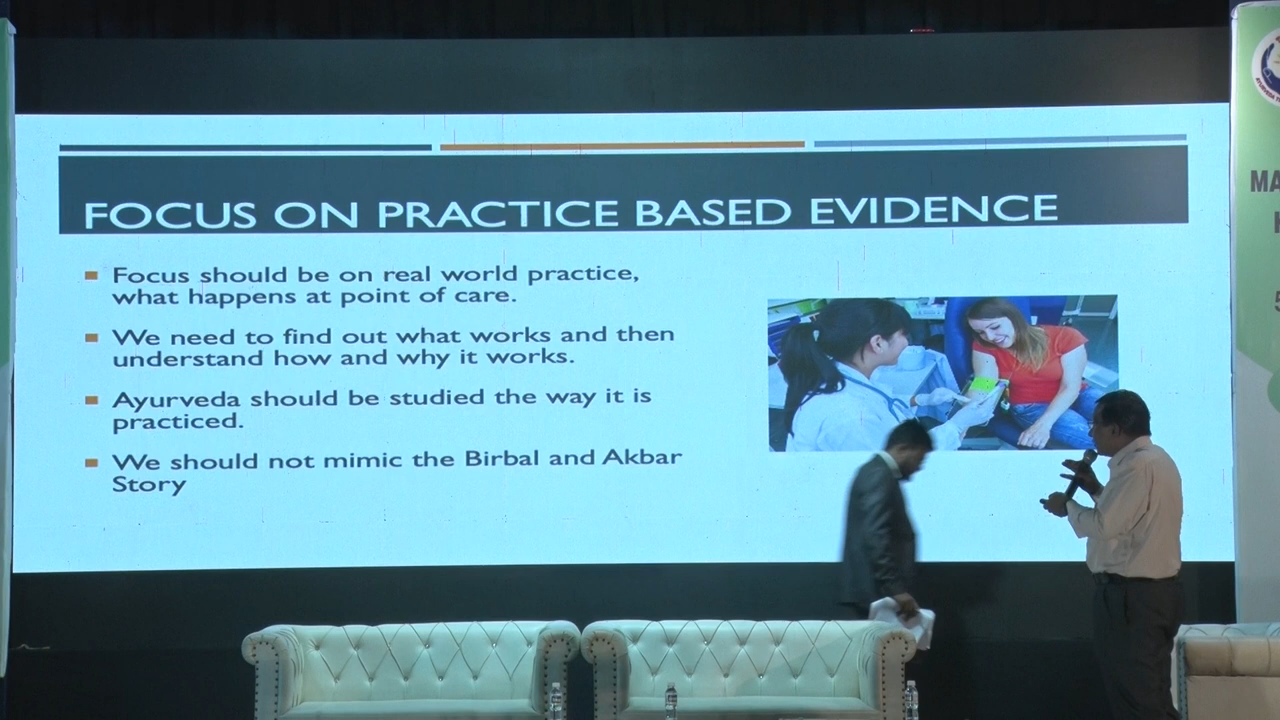 FOCUS ON PRACTICE BASED EVIDENCE
Focus should be on real world practice,
what happens at point of care.
We need to find out what works and then
understand how and why it works.
Ayurveda should be studied the way it is
practiced.
We should not mimic the Birbal and Akbar
Story
MA
5